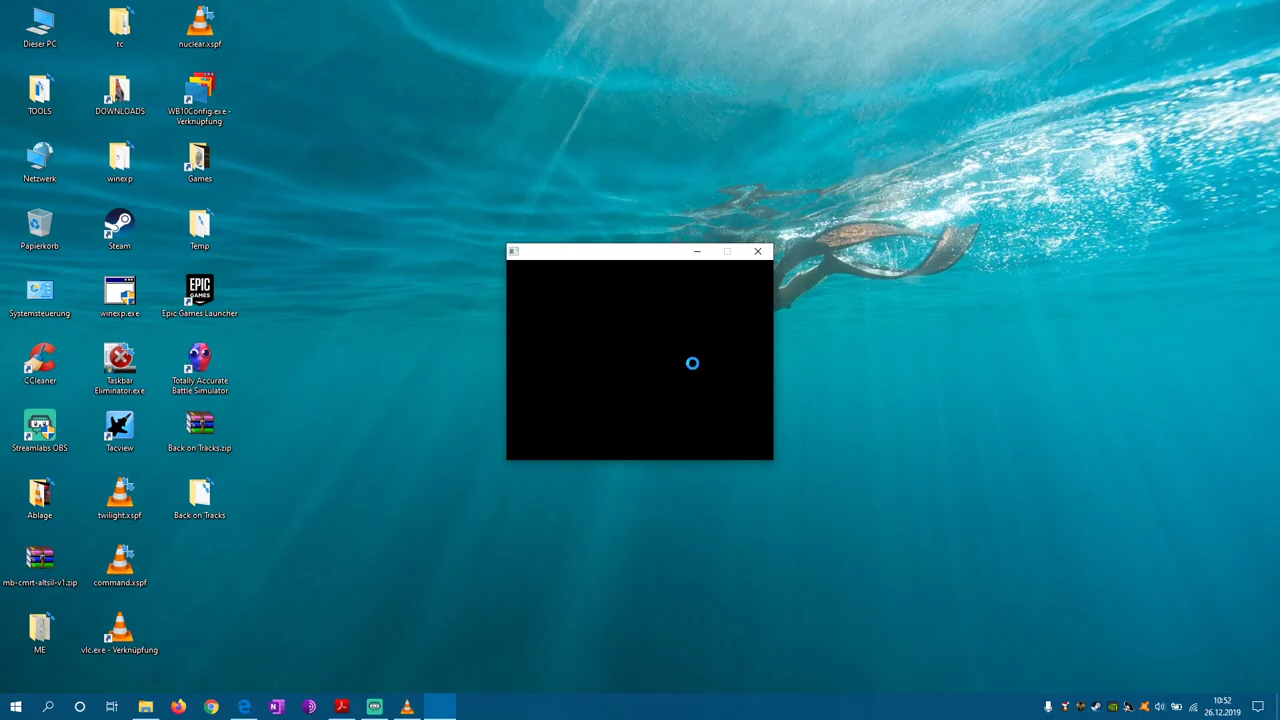 Dieser PC
tc
nuclear.xspf
TOOLS
DOWNLOADS
WB10Config.exe -
Verknüpfung
Netzwerk
winexp
Games
Papierkorb
Steam
Temp
EPIC
GAMES
Systemsteuerung
winexp.exe
Epic Games Launcher
CCleaner
Taskbar
Eliminator.exe
Totally Accurate
Battle Simulator
Streamlabs OBS
Tacview
Back on Tracks.zip
Ablage
twilight.xspf
Back on Tracks
mb-cmrt-altsil-v1.zip
command.xspf
ME
vlc.exe - Verknüpfung
10:52
26.12.2019